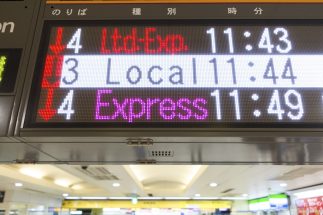 のりば 種別 時分
↓4 Ltd-Exp. 11:43
↓3 Local 11:44
↓4 Express 11:49